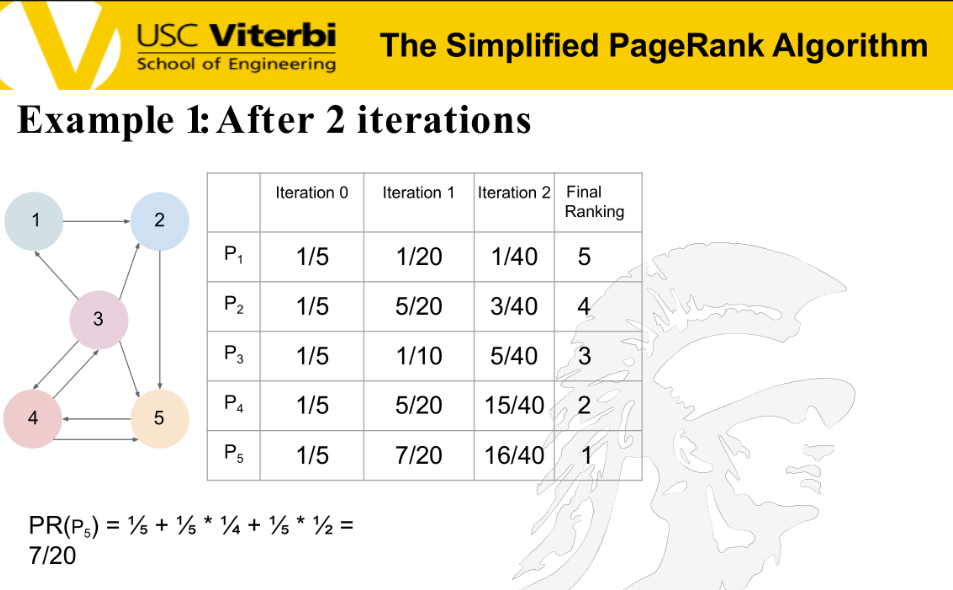 USC Viterbi
School of Engineering
The Simplified PageRank Algorithm
Example 1: After 2 iterations
1
2
3
4
5
Iteration 0 Iteration 1 Iteration 2 Final Ranking
P₁ 1/5 1/20 1/40 5
P₂ 1/5 5/20 3/40 4
P₃ 1/5 1/10 5/40 3
P₄ 1/5 5/20 15/40 2
P₅ 1/5 7/20 16/40 1
PR(P₅) = ⅕ + ⅕ * ¼ + ⅕ * ½ =
7/20